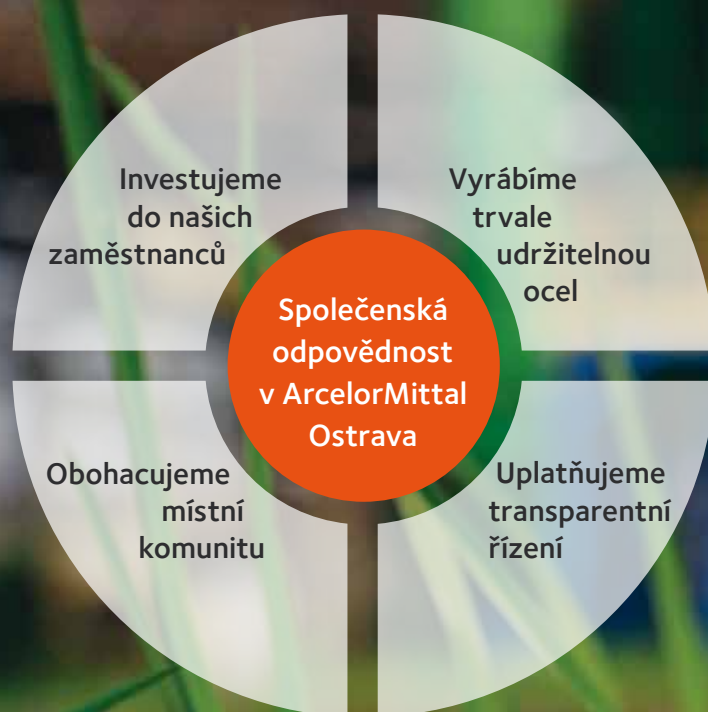 Investujeme
do našich
zaměstnanců
Vyrábíme
trvale
udržitelnou
ocel
Společenská
odpovědnost
v ArcelorMittal
Ostrava
Obohacujeme
místní
komunitu
Uplatňujeme
transparentní
řízení